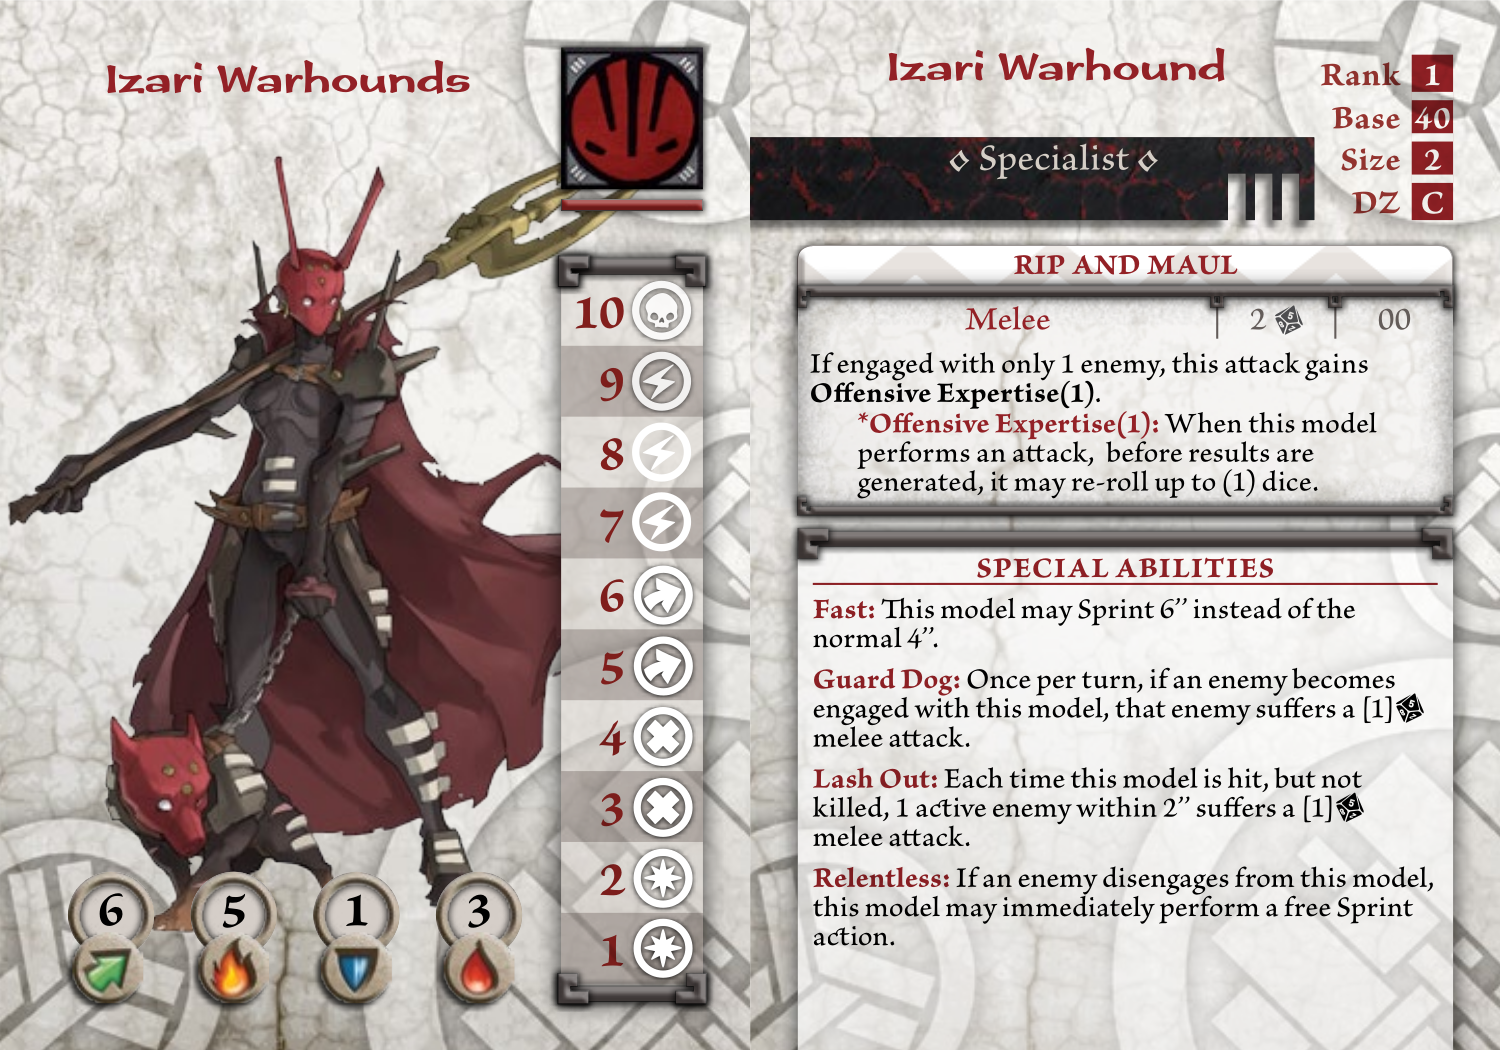 Izari Warhounds
10
9
8
7
6
5
4
3
2
1
6 5 1 3
Izari Warhound
Rank 1
Base 40
Size 2
DZ C
◊ Specialist ◊
RIP AND MAUL
Melee | 2 | 00
If engaged with only 1 enemy, this attack gains
Offensive Expertise(1).
*Offensive Expertise(1): When this model
performs an attack,  before results are
generated, it may re-roll up to (1) dice.
SPECIAL ABILITIES
Fast: This model may Sprint 6” instead of the
normal 4”.
Guard Dog: Once per turn, if an enemy becomes
engaged with this model, that enemy suffers a [1]
melee attack.
Lash Out: Each time this model is hit, but not
killed, 1 active enemy within 2” suffers a [1]
melee attack.
Relentless: If an enemy disengages from this model,
this model may immediately perform a free Sprint
action.